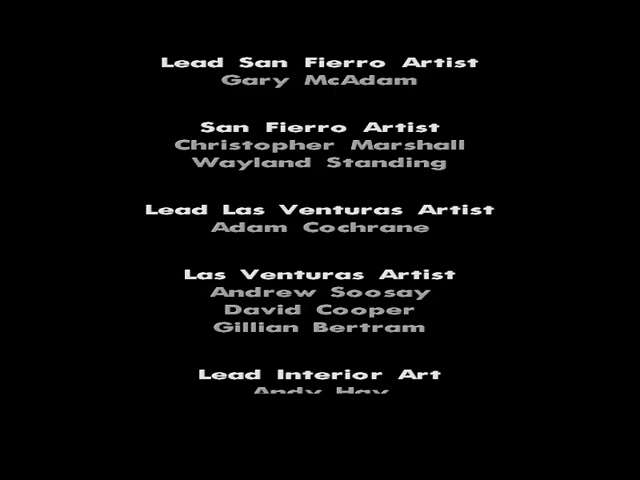 Lead San Fierro Artist
Gary McAdam
San Fierro Artist
Christopher Marshall
Wayland Standing
Lead Las Venturas Artist
Adam Cochrane
Las Venturas Artist
Andrew Soosay
David Cooper
Gillian Bertram
Lead Interior Art
Andy Hay